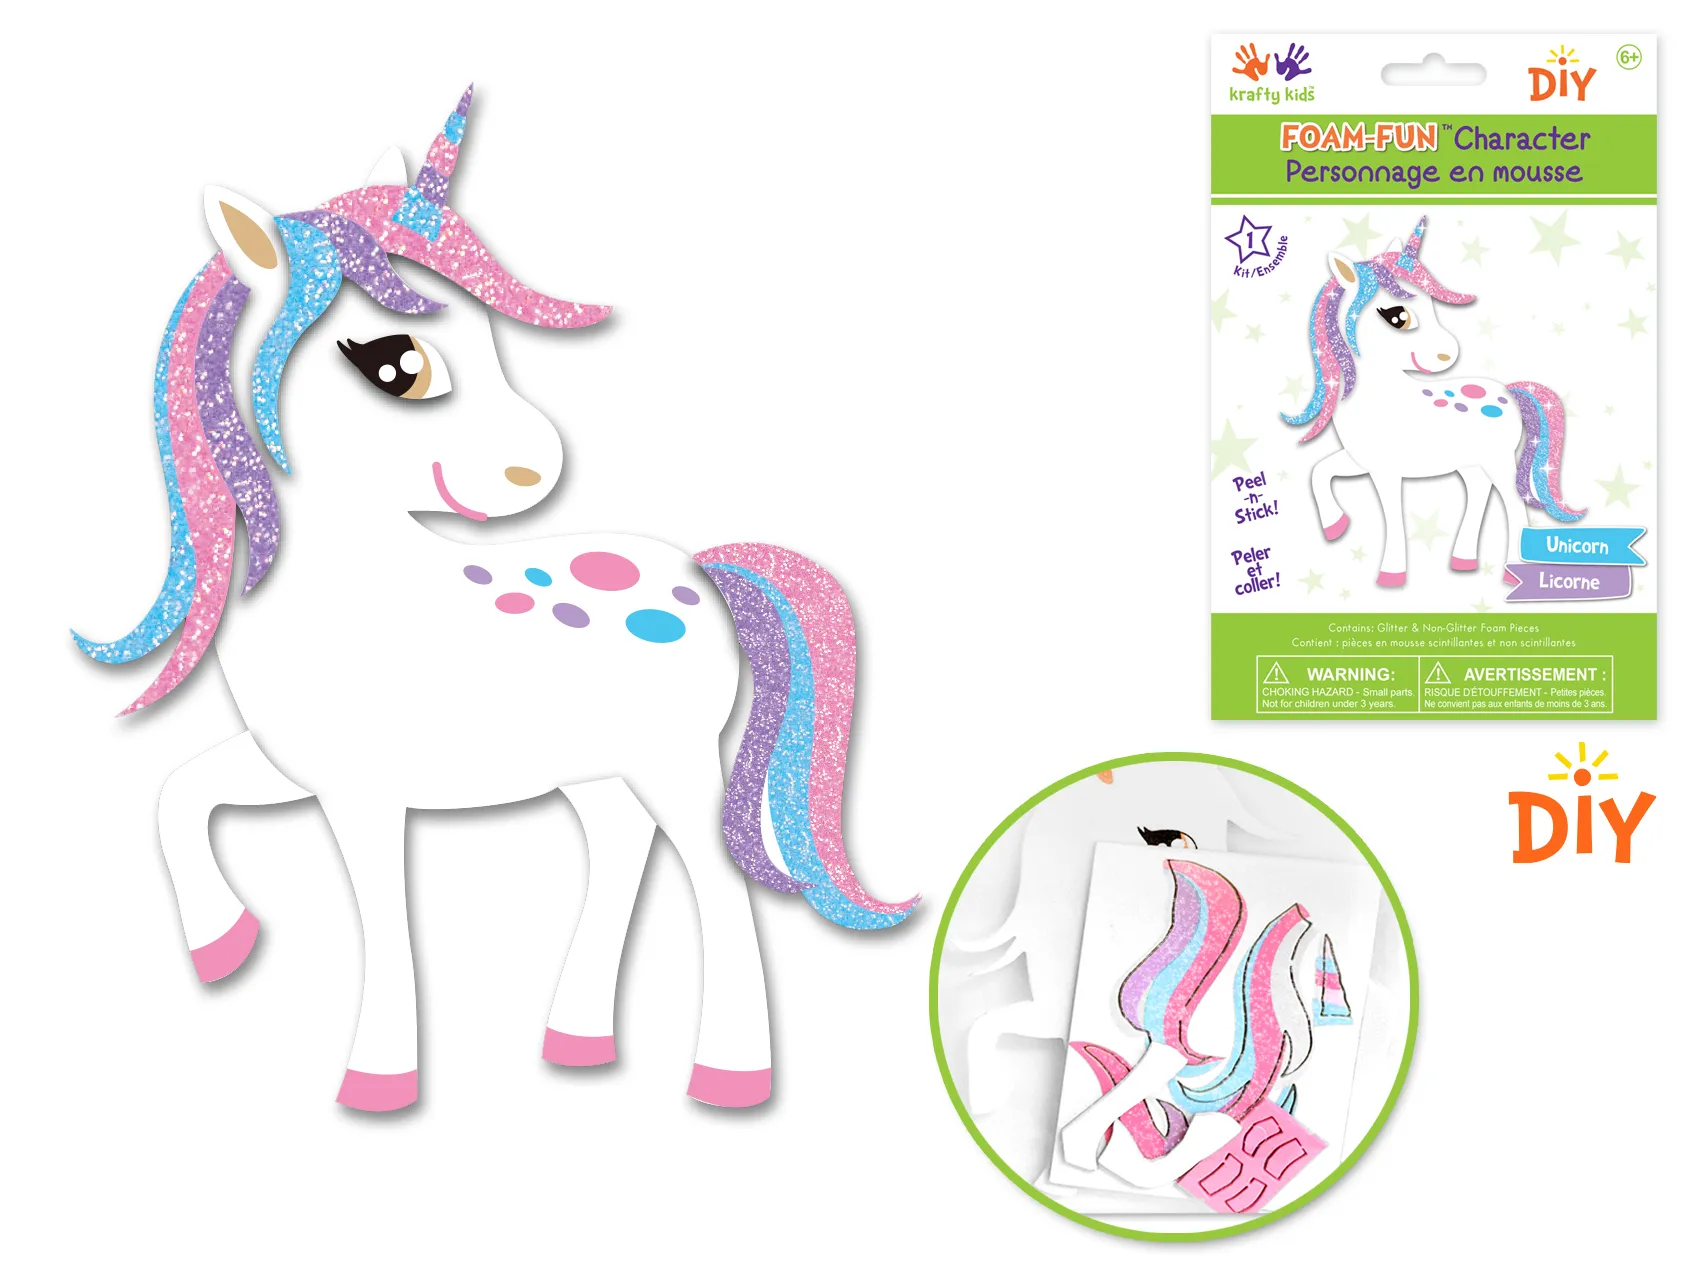 krafty kids™
DiY
6+
FOAM-FUN™ Character
Personnage en mousse
1
Kit/Ensemble
Peel
-n-
Stick!
Peler
et
coller!
Unicorn
Licorne
Contains: Glitter & Non-Glitter Foam Pieces
Contient : pièces en mousse scintillantes et non scintillantes
WARNING:
CHOKING HAZARD - Small parts
Not for children under 3 years.
AVERTISSEMENT :
RISQUE D'ÉTOUFFEMENT - Petites pièces.
Ne convient pas aux enfants de moins de 3 ans.
DiY